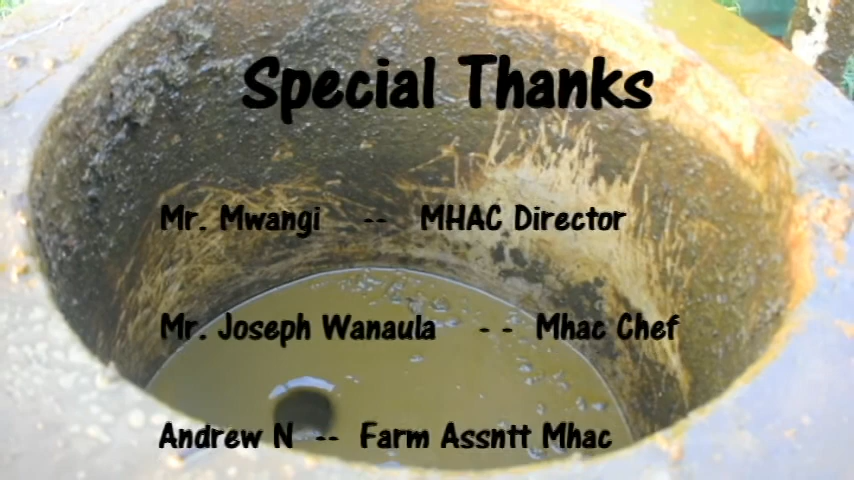 Special Thanks
Mr. Mwangi -- MHAC Director
Mr. Joseph Wanaula - - Mhac Chef
Andrew N -- Farm Assntt Mhac